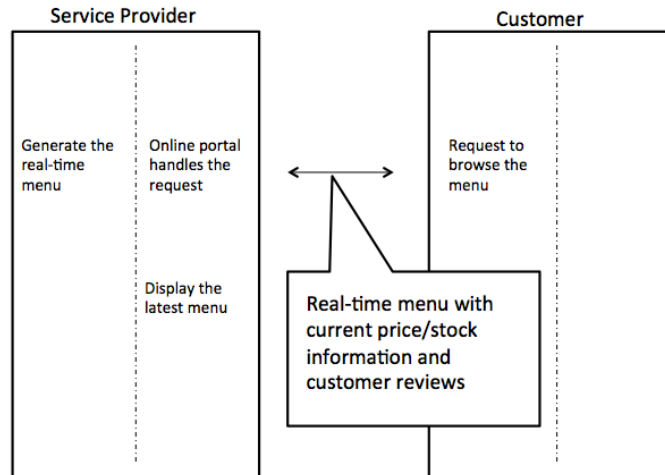 Service Provider
Customer
Generate the
real-time
menu
Online portal
handles the
request
Request to
browse the
menu
Display the
latest menu
Real-time menu with
current price/stock
information and
customer reviews